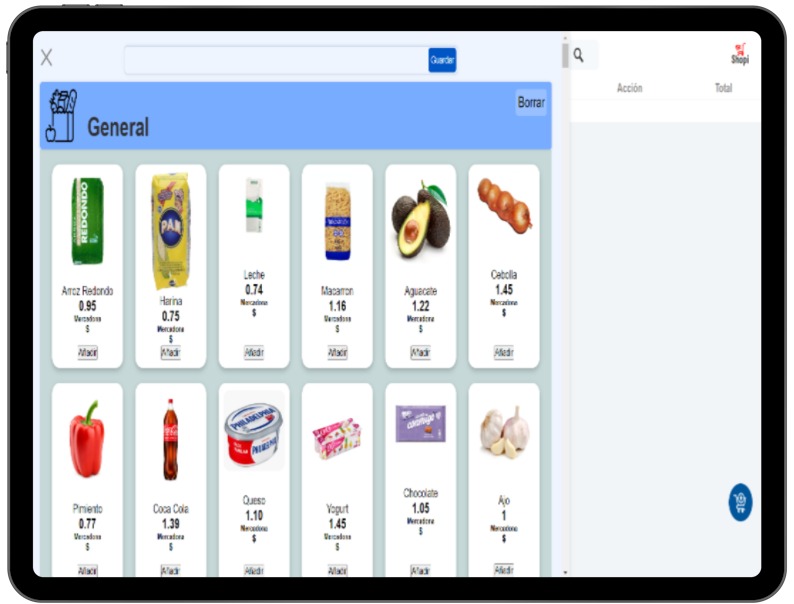 X
Guardar
Shopi
Acción Total
General
Borrar
REDONDO
PAN
PHILADELPHIA
Arroz Redondo
0.95
Mercadona
$
Añadir
Harina
0.75
Mercadona
$
Añadir
Leche
0.74
Mercadona
$
Añadir
Macarron
1.16
Mercadona
$
Añadir
Aguacate
1.22
Mercadona
$
Añadir
Cebolla
1.45
Mercadona
$
Añadir
Pimiento
0.77
Mercadona
$
Añadir
Coca Cola
1.39
Mercadona
$
Añadir
Queso
1.10
Mercadona
$
Añadir
Yogurt
1.45
Mercadona
$
Añadir
Chocolate
1.05
Mercadona
$
Añadir
Ajo
1
Mercadona
$
Añadir